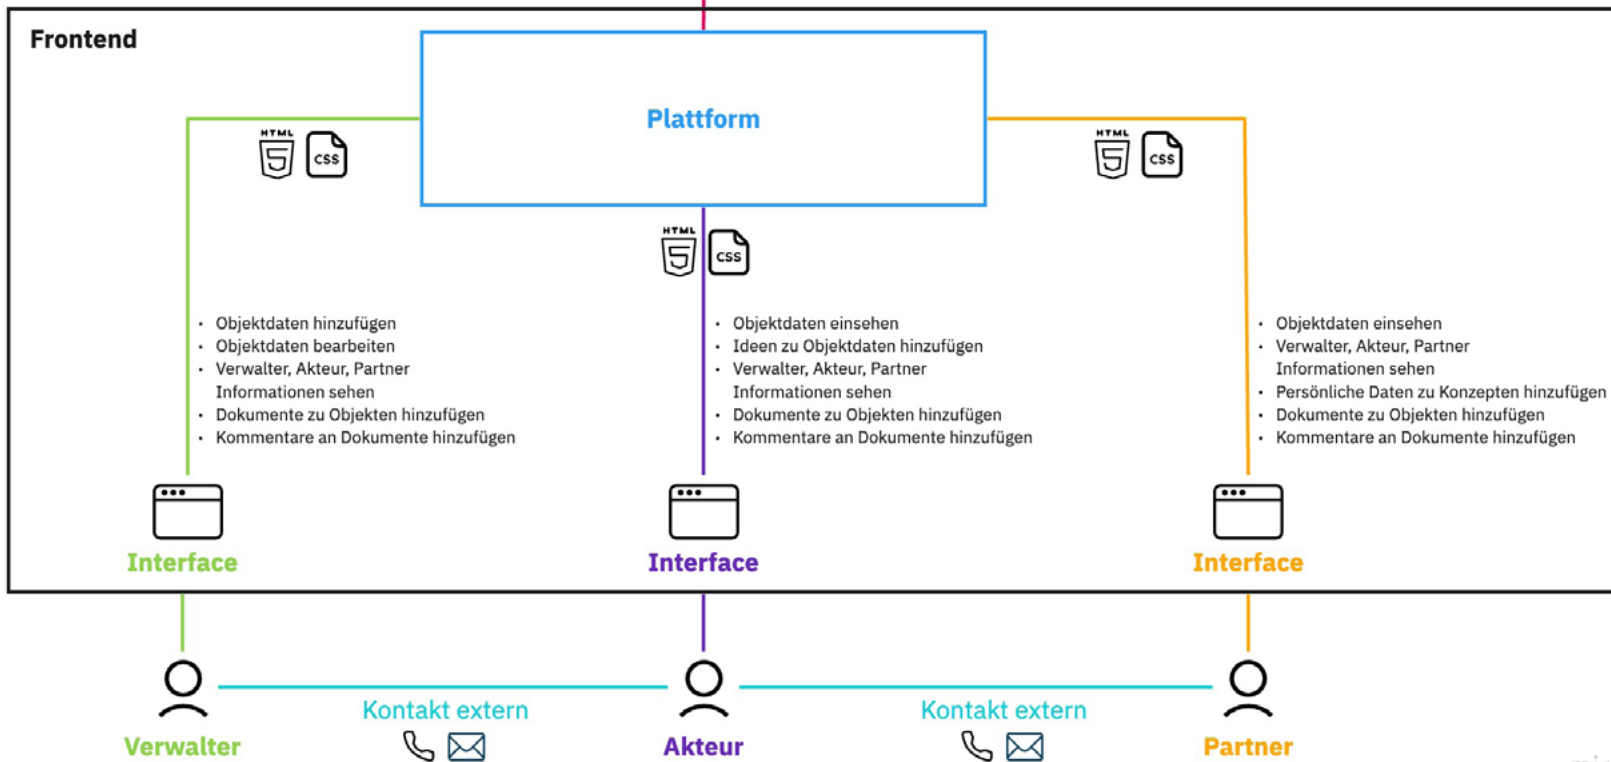 Frontend
Plattform
HTML
5
CSS
HTML
5
CSS
HTML
5
CSS
· Objektdaten hinzufügen
· Objektdaten bearbeiten
· Verwalter, Akteur, Partner
Informationen sehen
· Dokumente zu Objekten hinzufügen
· Kommentare an Dokumente hinzufügen
· Objektdaten einsehen
· Ideen zu Objektdaten hinzufügen
· Verwalter, Akteur, Partner
Informationen sehen
· Dokumente zu Objekten hinzufügen
· Kommentare an Dokumente hinzufügen
· Objektdaten einsehen
· Verwalter, Akteur, Partner
Informationen sehen
· Persönliche Daten zu Konzepten hinzufügen
· Dokumente zu Objekten hinzufügen
· Kommentare an Dokumente hinzufügen
Interface
Interface
Interface
Kontakt extern
Kontakt extern
Verwalter
Akteur
Partner